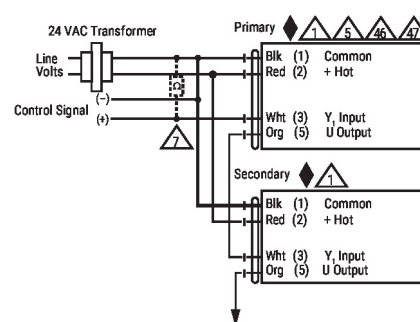 24 VAC Transformer
Primary 1 5 46 47
Line
Volts
Blk (1) Common
Red (2) + Hot
Ω
(–)
Control Signal (+)
Wht (3) Y1 Input
Org (5) U Output
7
Secondary 1
Blk (1) Common
Red (2) + Hot
Wht (3) Y1 Input
Org (5) U Output